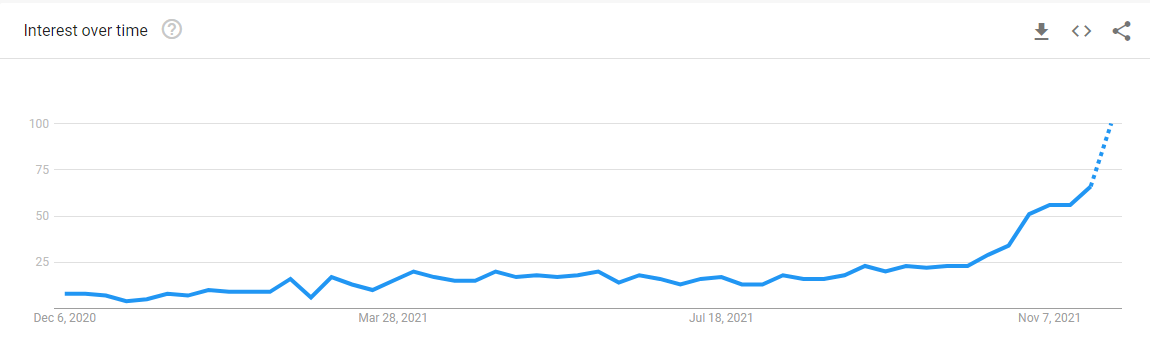 Interest over time
100
75
50
25
Dec 6, 2020
Mar 28, 2021
Jul 18, 2021
Nov 7, 2021